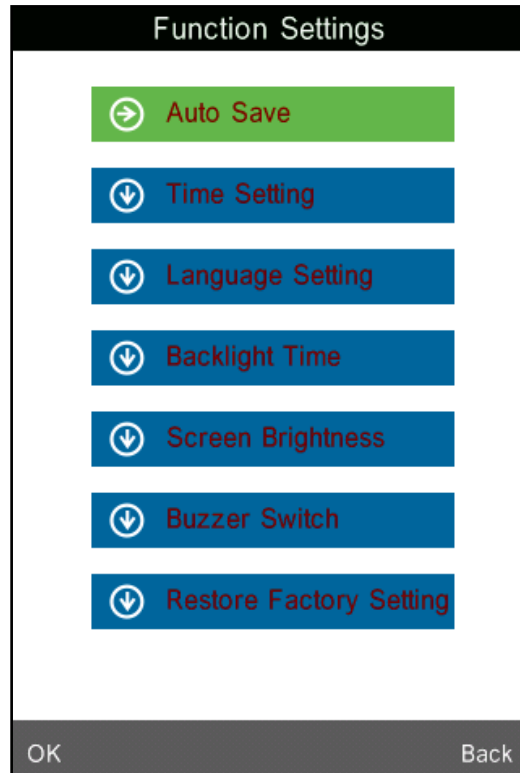 Function Settings
Auto Save
Time Setting
Language Setting
Backlight Time
Screen Brightness
Buzzer Switch
Restore Factory Setting
OK Back